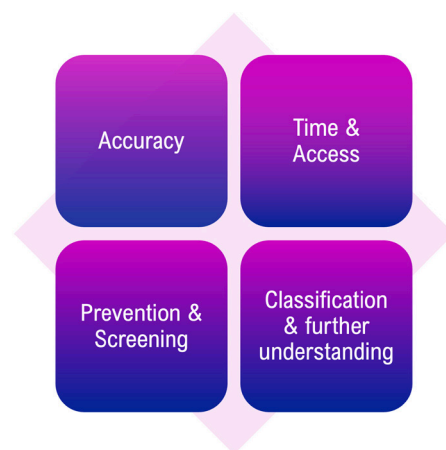 Accuracy
Time &
Access
Prevention &
Screening
Classification
& further
understanding